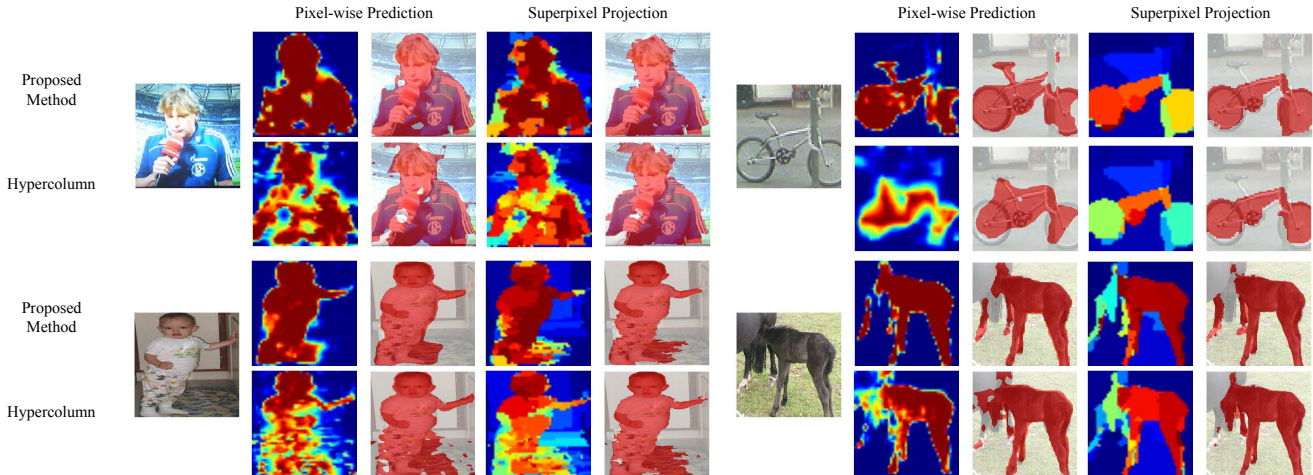 Pixel-wise Prediction Superpixel Projection Pixel-wise Prediction Superpixel Projection
Proposed
Method
Hypercolumn
Proposed
Method
Hypercolumn